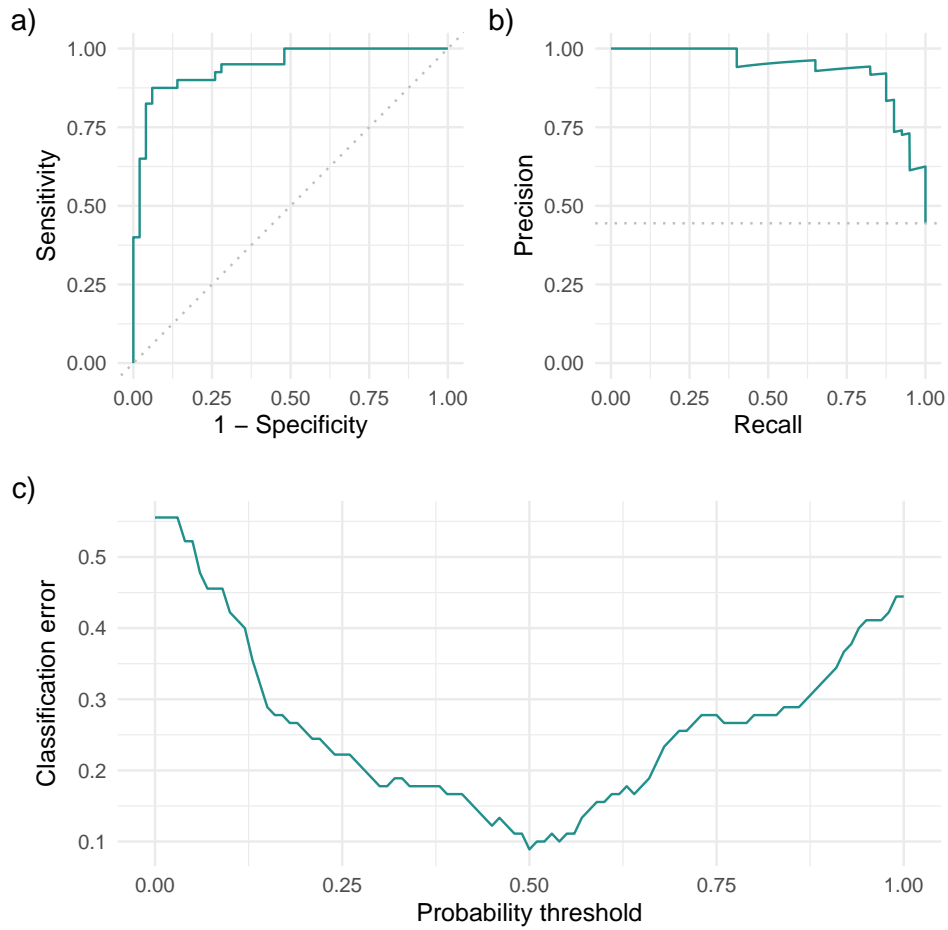 a)
Sensitivity
1.00
0.75
0.50
0.25
0.00
0.00 0.25 0.50 0.75 1.00
1 − Specificity
b)
Precision
1.00
0.75
0.50
0.25
0.00
0.00 0.25 0.50 0.75 1.00
Recall
c)
Classification error
0.5
0.4
0.3
0.2
0.1
0.00 0.25 0.50 0.75 1.00
Probability threshold